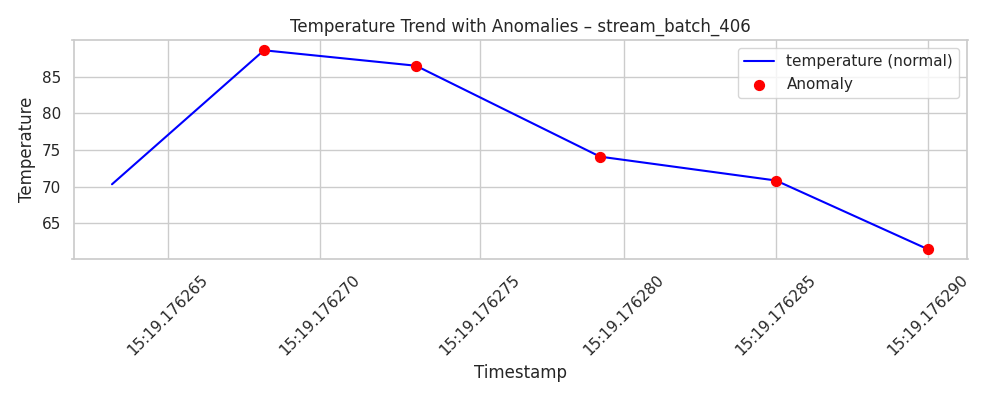 Temperature Trend with Anomalies – stream_batch_406
temperature (normal)
Anomaly
Temperature
85
80
75
70
65
15:19.176265
15:19.176270
15:19.176275
15:19.176280
15:19.176285
15:19.176290
Timestamp